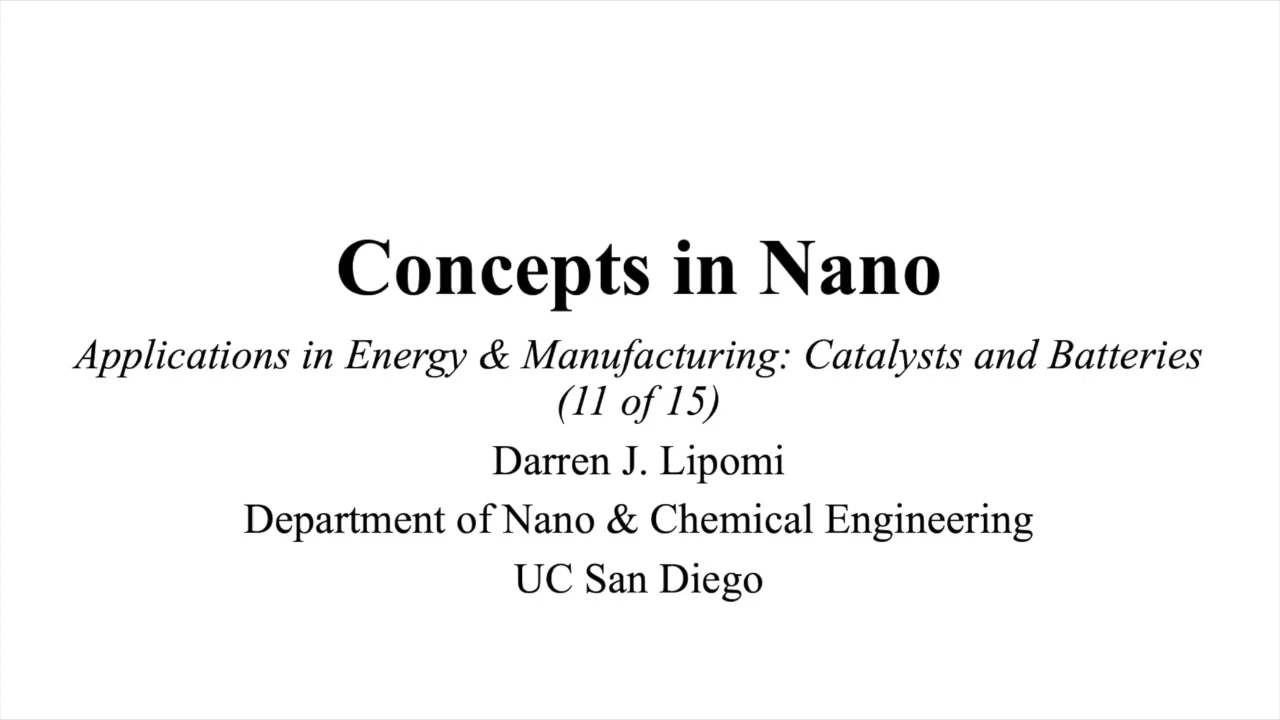 Concepts in Nano
Applications in Energy & Manufacturing: Catalysts and Batteries
(11 of 15)
Darren J. Lipomi
Department of Nano & Chemical Engineering
UC San Diego